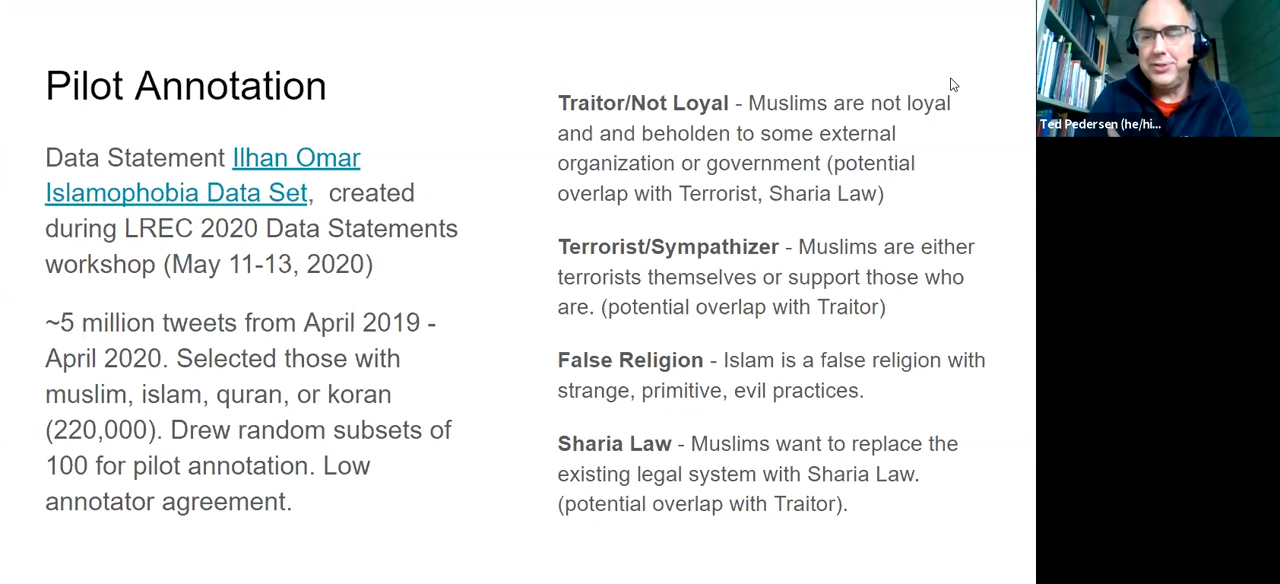 Pilot Annotation
Data Statement Ilhan Omar
Islamophobia Data Set, created
during LREC 2020 Data Statements
workshop (May 11-13, 2020)
~5 million tweets from April 2019 -
April 2020. Selected those with
muslim, islam, quran, or koran
(220,000). Drew random subsets of
100 for pilot annotation. Low
annotator agreement.
Traitor/Not Loyal - Muslims are not loyal
and and beholden to some external
organization or government (potential
overlap with Terrorist, Sharia Law)
Terrorist/Sympathizer - Muslims are either
terrorists themselves or support those who
are. (potential overlap with Traitor)
False Religion - Islam is a false religion with
strange, primitive, evil practices.
Sharia Law - Muslims want to replace the
existing legal system with Sharia Law.
(potential overlap with Traitor).
Ted Pedersen (he/hi...